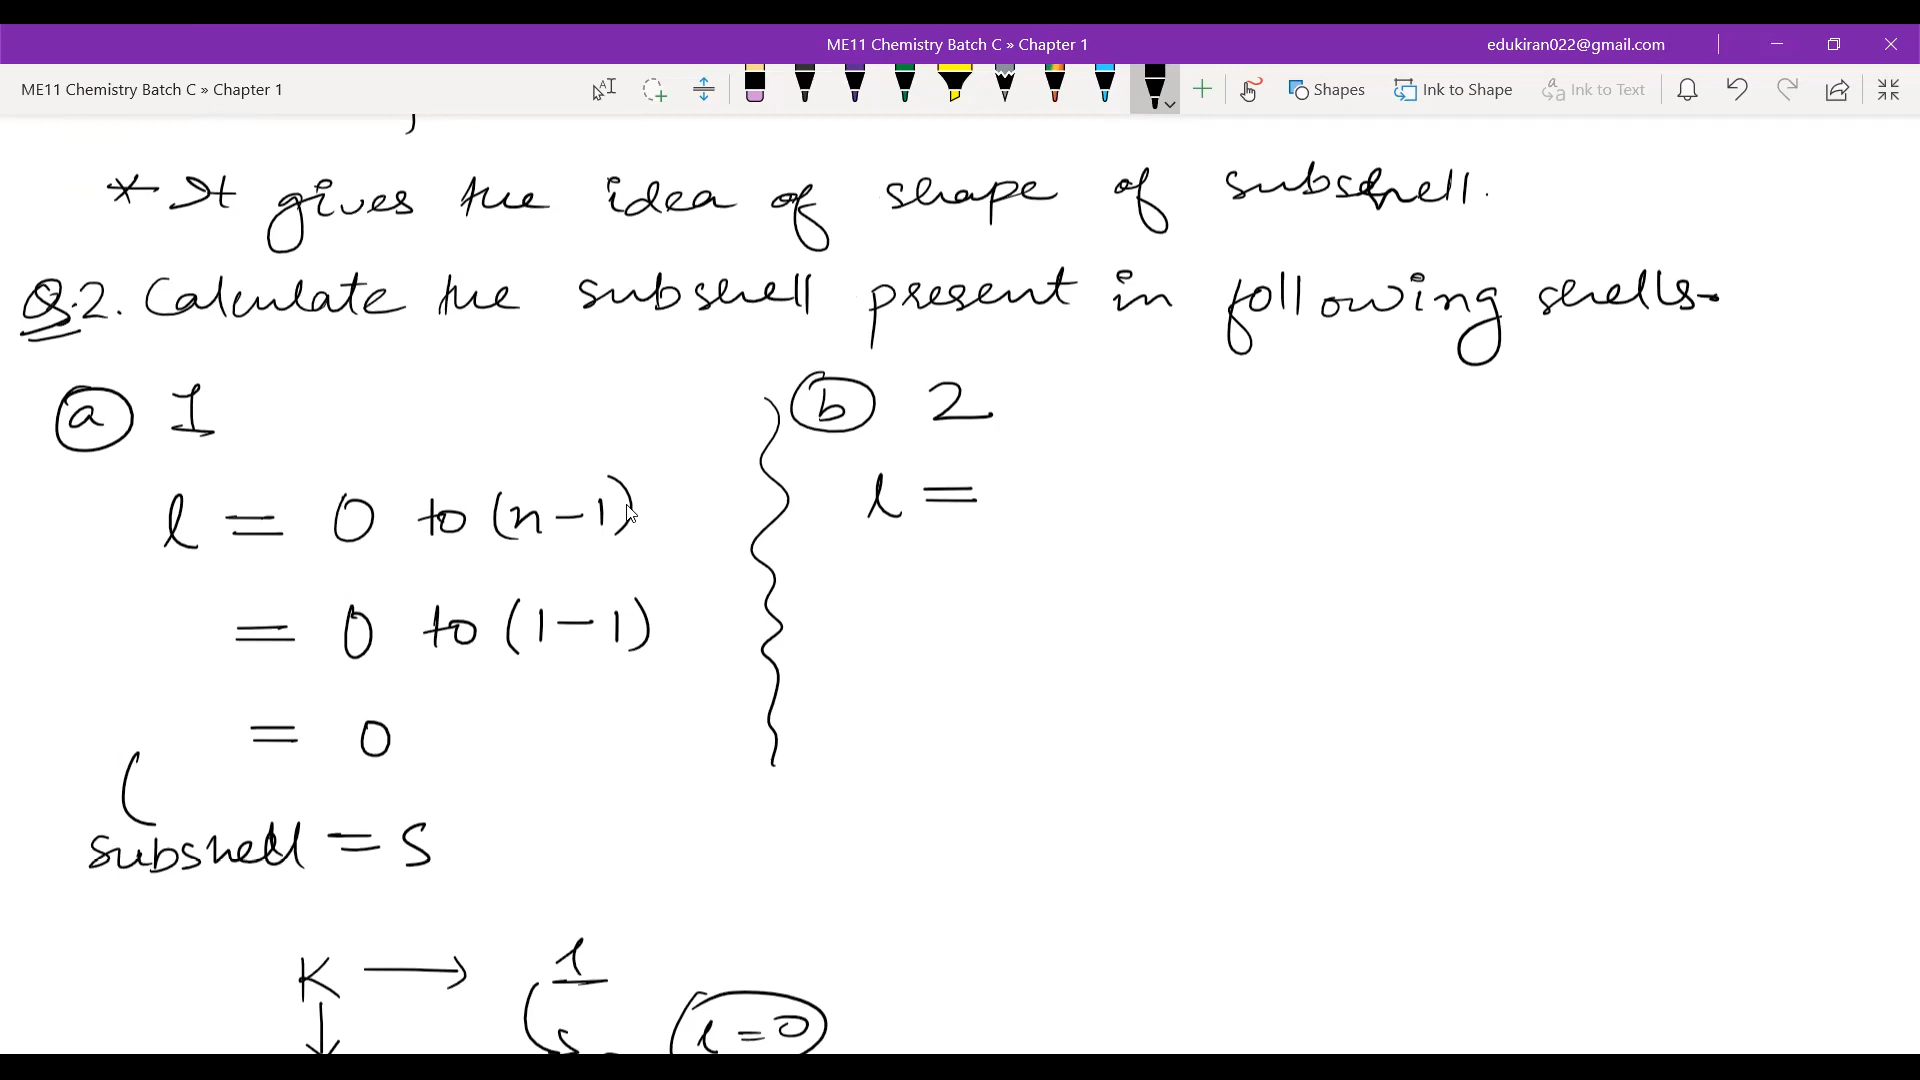 ME11 Chemistry Batch C » Chapter 1
edukiran022@gmail.com
ME11 Chemistry Batch C » Chapter 1
Shapes
Ink to Shape
Ink to Text
* It gives the idea of shape of subshell.
Q.2. Calculate the subshell present in following shells-
(a) 1
l = 0 to (n-1)
= 0 to (1-1)
= 0
subshell = s
(b) 2
l =
K → 1
s
l = 0